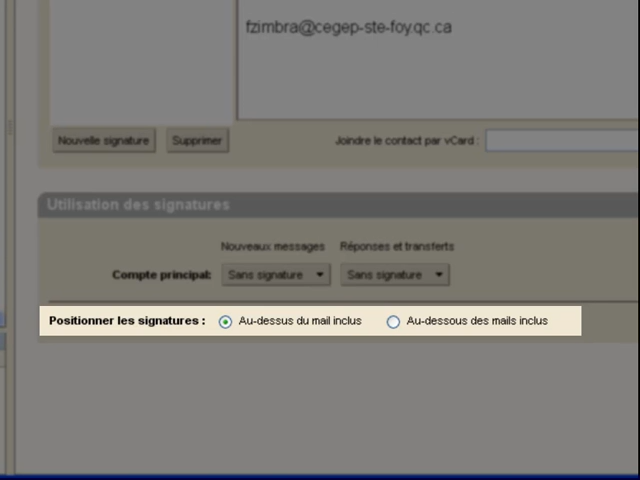 fzimbra@cegep-ste-foy.qc.ca
Nouvelle signature Supprimer Joindre le contact par vCard :
Utilisation des signatures
Nouveaux messages Réponses et transferts
Compte principal: Sans signature Sans signature
Positionner les signatures : Au-dessus du mail inclus Au-dessous des mails inclus